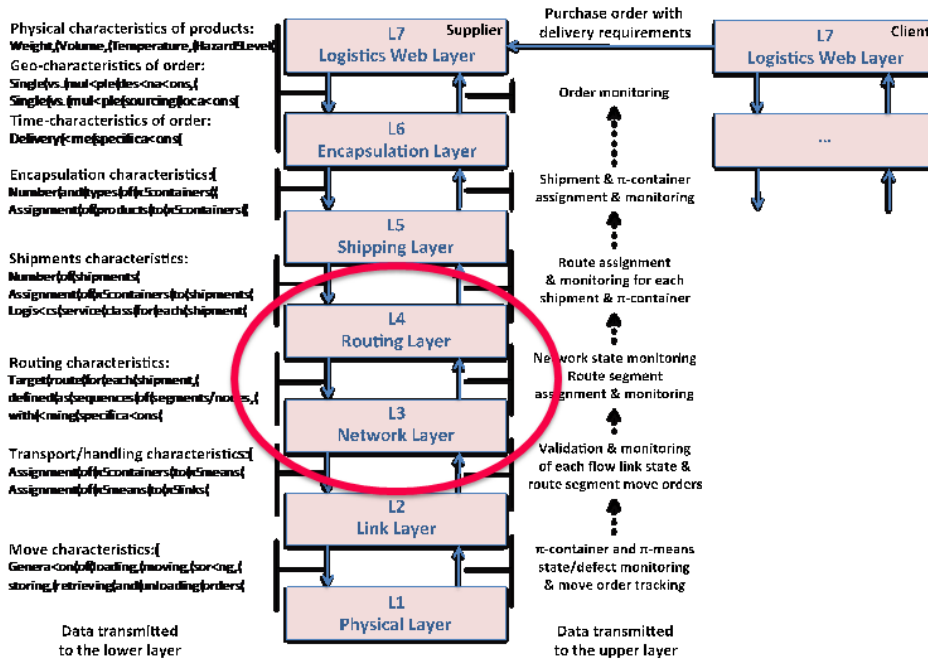 Physical characteristics of products:
Weight,(Volume,(Temperature,(Hazard5Level(
Geo-characteristics of order:
Single(vs.(mul<ple(des<na<ons,(
Single(vs.(mul<ple(sourcing(loca<ons(
Time-characteristics of order:
Delivery(<me(specifica<ons(
Encapsulation characteristics:(
Number(and(types(of(π5containers(
Assignment(of(products(to(π5containers(
Shipments characteristics:
Number(of(shipments(
Assignment(of(π5containers(to(shipments(
Logis<cs(service(class(for(each(shipment(
Routing characteristics:
Target(route(for(each(shipment,(
defined(as(sequences(of(segments/nodes,(
with(<ming(specifica<ons(
Transport/handling characteristics:(
Assignment(of(π5containers(to(π5means(
Assignment(of(π5means(to(π5links(
Move characteristics:(
Genera<on(of(loading,(moving,(sor<ng,(
storing,(retrieving(and(unloading(orders(
Data transmitted
to the lower layer
L7
Supplier
Logistics Web Layer
L6
Encapsulation Layer
L5
Shipping Layer
L4
Routing Layer
L3
Network Layer
L2
Link Layer
L1
Physical Layer
Purchase order with
delivery requirements
L7
Client
Logistics Web Layer
...
Order monitoring
Shipment & π-container
assignment & monitoring
Route assignment
& monitoring for each
shipment & π-container
Network state monitoring
Route segment
assignment & monitoring
Validation & monitoring
of each flow link state &
route segment move orders
π-container and π-means
state/defect monitoring
& move order tracking
Data transmitted
to the upper layer